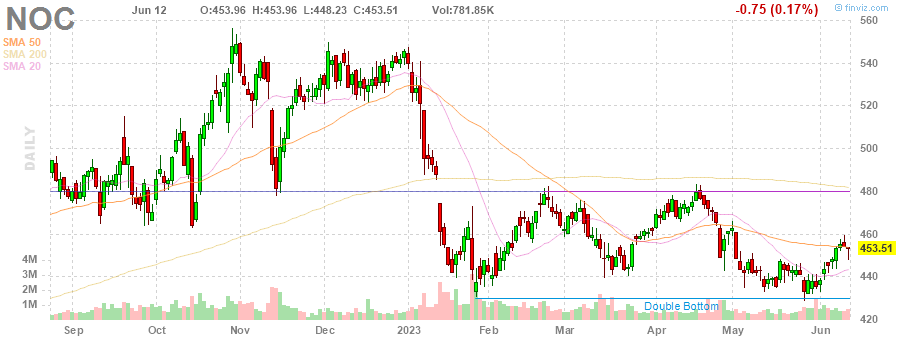 NOC Jun 12 O:453.96 H:453.96 L:448.23 C:453.51 Vol:781.85K -0.75 (0.17%) © finviz.com
SMA 50
SMA 200
SMA 20
DAILY
560
540
520
500
480
460
453.51
440
420
4M
3M
2M
1M
Double Bottom
Sep Oct Nov Dec 2023 Feb Mar Apr May Jun